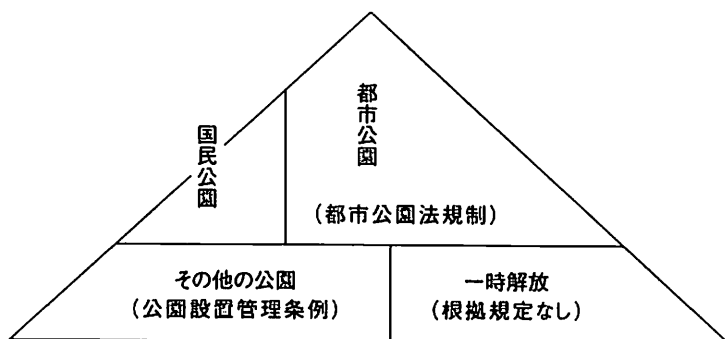 国民公園
都市公園
(都市公園法規制)
その他の公園
(公園設置管理条例)
一時解放
(根拠規定なし)